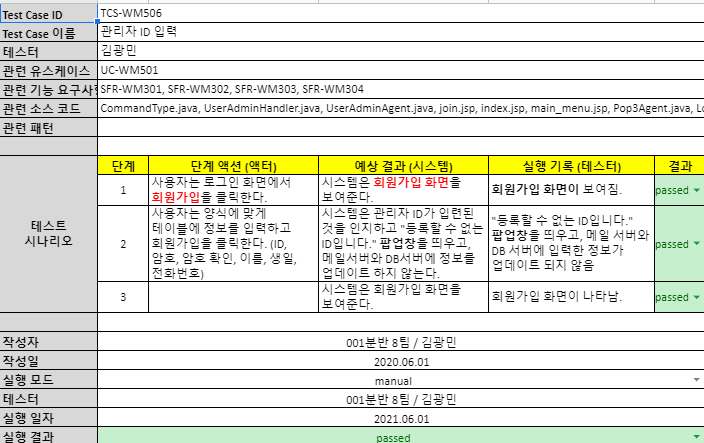 Test Case ID TCS-WM506
Test Case 이름 관리자 ID 입력
테스터 김광민
관련 유스케이스 UC-WM501
관련 기능 요구사항 SFR-WM301, SFR-WM302, SFR-WM303, SFR-WM304
관련 소스 코드 CommandType.java, UserAdminHandler.java, UserAdminAgent.java, join.jsp, index.jsp, main_menu.jsp, Pop3Agent.java, Lo
관련 패턴
단계 단계 액션 (액터) 예상 결과 (시스템) 실행 기록 (테스터) 결과
테스트
시나리오
1
사용자는 로그인 화면에서
회원가입을 클릭한다.
시스템은 회원가입 화면을
보여준다.
회원가입 화면이 보여짐.
passed
2
사용자는 양식에 맞게
테이블에 정보를 입력하고
회원가입을 클릭한다. (ID,
암호, 암호 확인, 이름, 생일,
전화번호)
시스템은 관리자 ID가 입력된
것을 인지하고 "등록할 수 없는
ID입니다." 팝업창을 띄우고,
메일서버와 DB서버에 정보를
업데이트 하지 않는다.
"등록할 수 없는 ID입니다."
팝업창을 띄우고, 메일 서버와
DB 서버에 입력한 정보가
업데이트 되지 않음
passed
3
시스템은 회원가입 화면을
보여준다.
회원가입 화면이 나타남.
passed
작성자 001분반 8팀 / 김광민
작성일 2020.06.01
실행 모드 manual
테스터 001분반 8팀 / 김광민
실행 일자 2021.06.01
실행 결과 passed